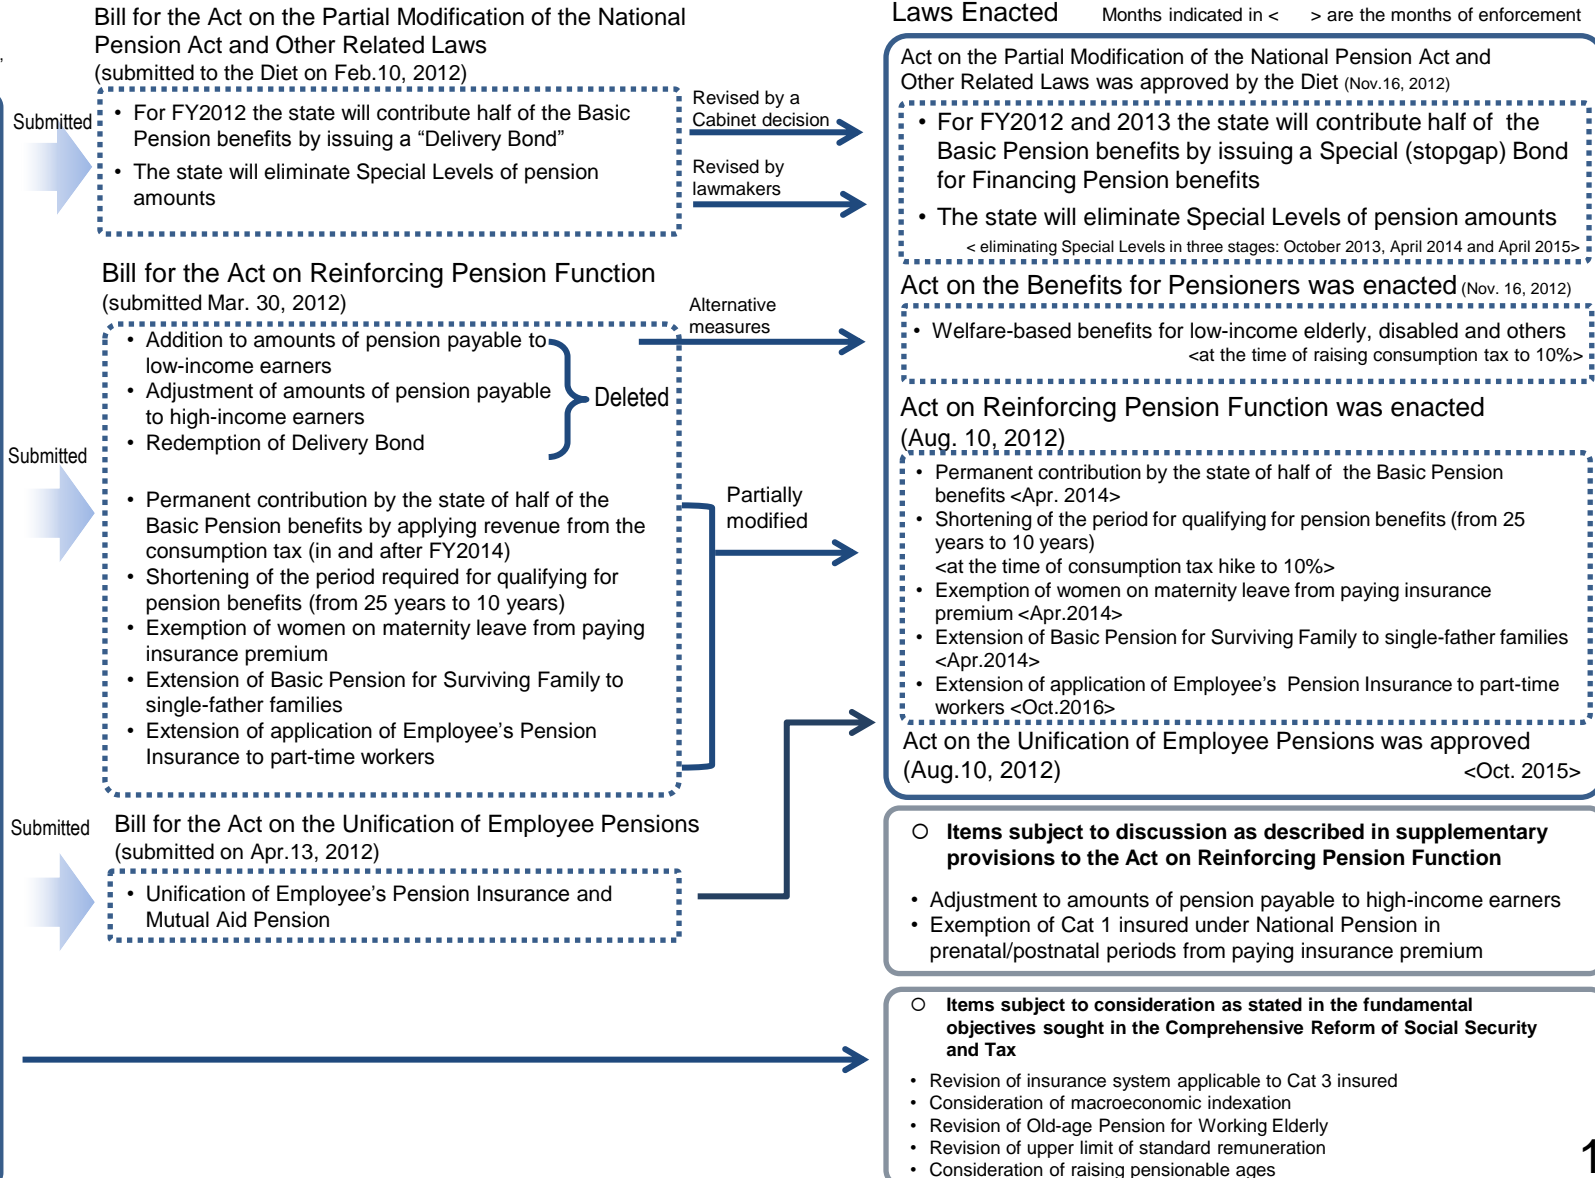 Bill for the Act on the Partial Modification of the National
Pension Act and Other Related Laws
(submitted to the Diet on Feb.10, 2012)
Submitted
• For FY2012 the state will contribute half of the Basic
Pension benefits by issuing a “Delivery Bond”
• The state will eliminate Special Levels of pension
amounts
Revised by a
Cabinet decision
Revised by
lawmakers
Bill for the Act on Reinforcing Pension Function
(submitted Mar. 30, 2012)
Submitted
• Addition to amounts of pension payable to
low-income earners
• Adjustment of amounts of pension payable
to high-income earners
• Redemption of Delivery Bond
Deleted
Alternative
measures
• Permanent contribution by the state of half of the
Basic Pension benefits by applying revenue from the
consumption tax (in and after FY2014)
• Shortening of the period required for qualifying for
pension benefits (from 25 years to 10 years)
• Exemption of women on maternity leave from paying
insurance premium
• Extension of Basic Pension for Surviving Family to
single-father families
• Extension of application of Employee’s Pension
Insurance to part-time workers
Partially
modified
Submitted
Bill for the Act on the Unification of Employee Pensions
(submitted on Apr.13, 2012)
• Unification of Employee’s Pension Insurance and
Mutual Aid Pension
Laws Enacted Months indicated in < > are the months of enforcement
Act on the Partial Modification of the National Pension Act and
Other Related Laws was approved by the Diet (Nov.16, 2012)
• For FY2012 and 2013 the state will contribute half of the
Basic Pension benefits by issuing a Special (stopgap) Bond
for Financing Pension benefits
• The state will eliminate Special Levels of pension amounts
< eliminating Special Levels in three stages: October 2013, April 2014 and April 2015>
Act on the Benefits for Pensioners was enacted (Nov. 16, 2012)
• Welfare-based benefits for low-income elderly, disabled and others
<at the time of raising consumption tax to 10%>
Act on Reinforcing Pension Function was enacted
(Aug. 10, 2012)
• Permanent contribution by the state of half of the Basic Pension
benefits <Apr. 2014>
• Shortening of the period for qualifying for pension benefits (from 25
years to 10 years)
<at the time of consumption tax hike to 10%>
• Exemption of women on maternity leave from paying insurance
premium <Apr.2014>
• Extension of Basic Pension for Surviving Family to single-father families
<Apr.2014>
• Extension of application of Employee’s Pension Insurance to part-time
workers <Oct.2016>
Act on the Unification of Employee Pensions was approved
(Aug.10, 2012) <Oct. 2015>
○ Items subject to discussion as described in supplementary
provisions to the Act on Reinforcing Pension Function
• Adjustment to amounts of pension payable to high-income earners
• Exemption of Cat 1 insured under National Pension in
prenatal/postnatal periods from paying insurance premium
○ Items subject to consideration as stated in the fundamental
objectives sought in the Comprehensive Reform of Social Security
and Tax
• Revision of insurance system applicable to Cat 3 insured
• Consideration of macroeconomic indexation
• Revision of Old-age Pension for Working Elderly
• Revision of upper limit of standard remuneration
• Consideration of raising pensionable ages
1